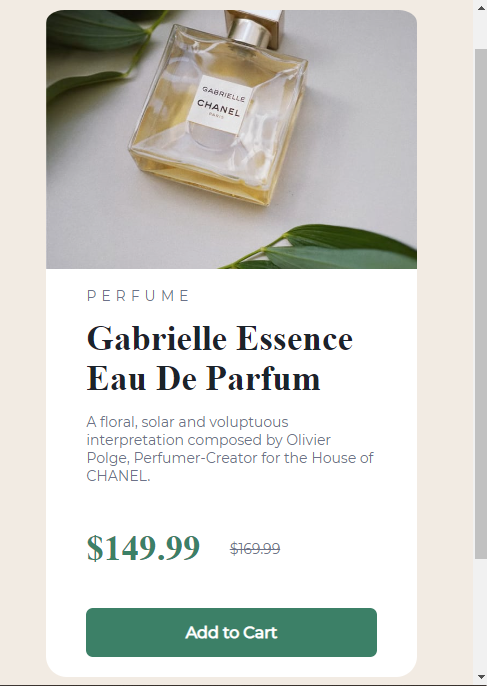 GABRIELLE
CHANEL
PARIS
PERFUME
Gabrielle Essence
Eau De Parfum
A floral, solar and voluptuous
interpretation composed by Olivier
Polge, Perfumer-Creator for the House of
CHANEL.
$149.99 $169.99
Add to Cart